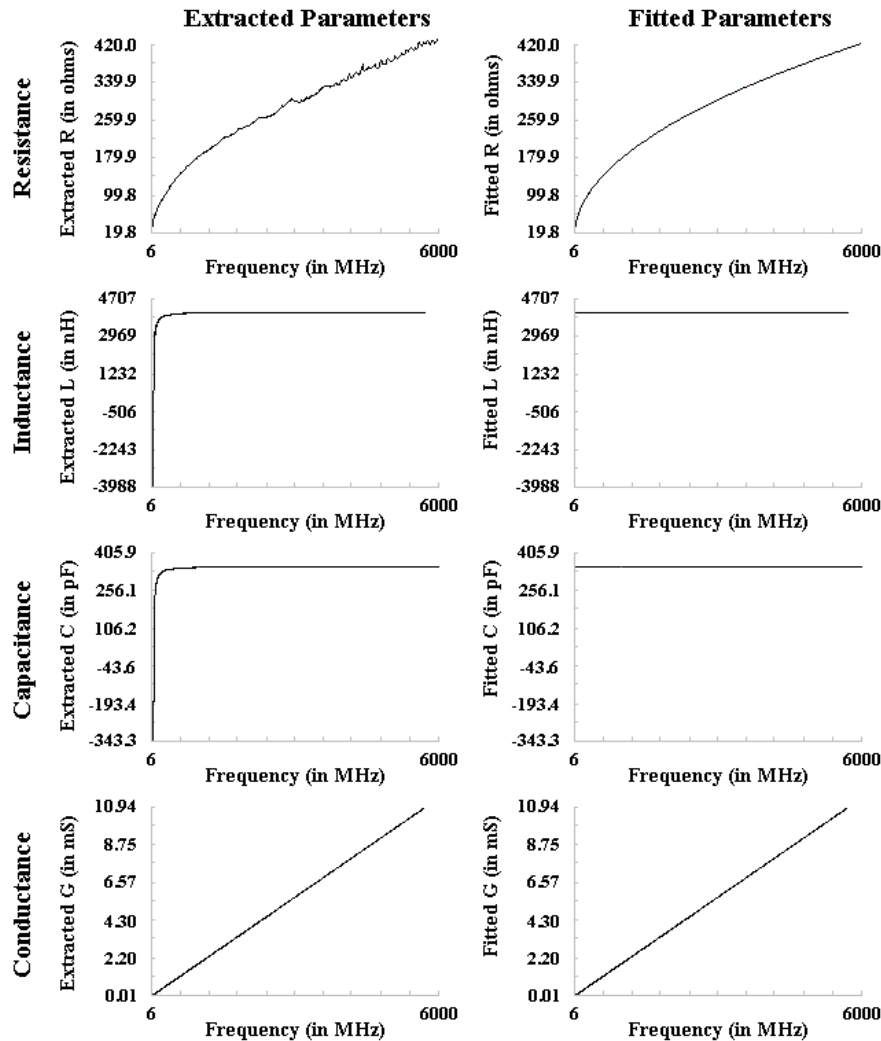 Extracted Parameters
Fitted Parameters
Resistance
Extracted R (in ohms)
420.0
339.9
259.9
179.9
99.8
19.8
6
6000
Frequency (in MHz)
Fitted R (in ohms)
420.0
339.9
259.9
179.9
99.8
19.8
6
6000
Frequency (in MHz)
Inductance
Extracted L (in nH)
4707
2969
1232
-506
-2243
-3988
6
6000
Frequency (in MHz)
Fitted L (in nH)
4707
2969
1232
-506
-2243
-3988
6
6000
Frequency (in MHz)
Capacitance
Extracted C (in pF)
405.9
256.1
106.2
-43.6
-193.4
-343.3
6
6000
Frequency (in MHz)
Fitted C (in pF)
405.9
256.1
106.2
-43.6
-193.4
-343.3
6
6000
Frequency (in MHz)
Conductance
Extracted G (in mS)
10.94
8.75
6.57
4.30
2.20
0.01
6
6000
Frequency (in MHz)
Fitted G (in mS)
10.94
8.75
6.57
4.30
2.20
0.01
6
6000
Frequency (in MHz)